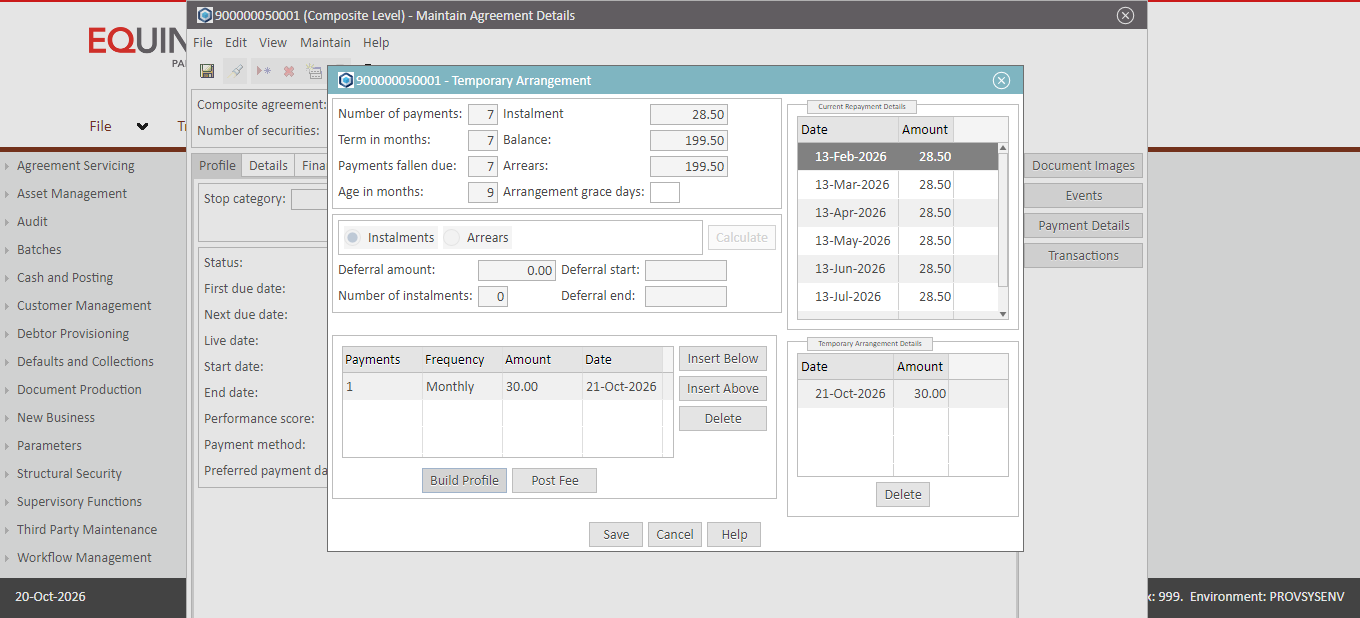 900000050001 (Composite Level) - Maintain Agreement Details
EQUIN
PA
File Edit View Maintain Help
File
Composite agreement:
Number of securities:
Profile Details Fina
Stop category:
Status:
First due date:
Next due date:
Live date:
Start date:
End date:
Performance score:
Payment method:
Preferred payment da
Agreement Servicing
Asset Management
Audit
Batches
Cash and Posting
Customer Management
Debtor Provisioning
Defaults and Collections
Document Production
New Business
Parameters
Structural Security
Supervisory Functions
Third Party Maintenance
Workflow Management
900000050001 - Temporary Arrangement
Number of payments: 7 Instalment 28.50
Term in months: 7 Balance: 199.50
Payments fallen due: 7 Arrears: 199.50
Age in months: 9 Arrangement grace days:
Instalments Arrears Calculate
Deferral amount: 0.00 Deferral start:
Number of instalments: 0 Deferral end:
Payments Frequency Amount Date
1 Monthly 30.00 21-Oct-2026
Insert Below
Insert Above
Delete
Build Profile Post Fee
Current Repayment Details
Date Amount
13-Feb-2026 28.50
13-Mar-2026 28.50
13-Apr-2026 28.50
13-May-2026 28.50
13-Jun-2026 28.50
13-Jul-2026 28.50
Temporary Arrangement Details
Date Amount
21-Oct-2026 30.00
Delete
Save Cancel Help
Document Images
Events
Payment Details
Transactions
20-Oct-2026
x: 999. Environment: PROVSYSENV